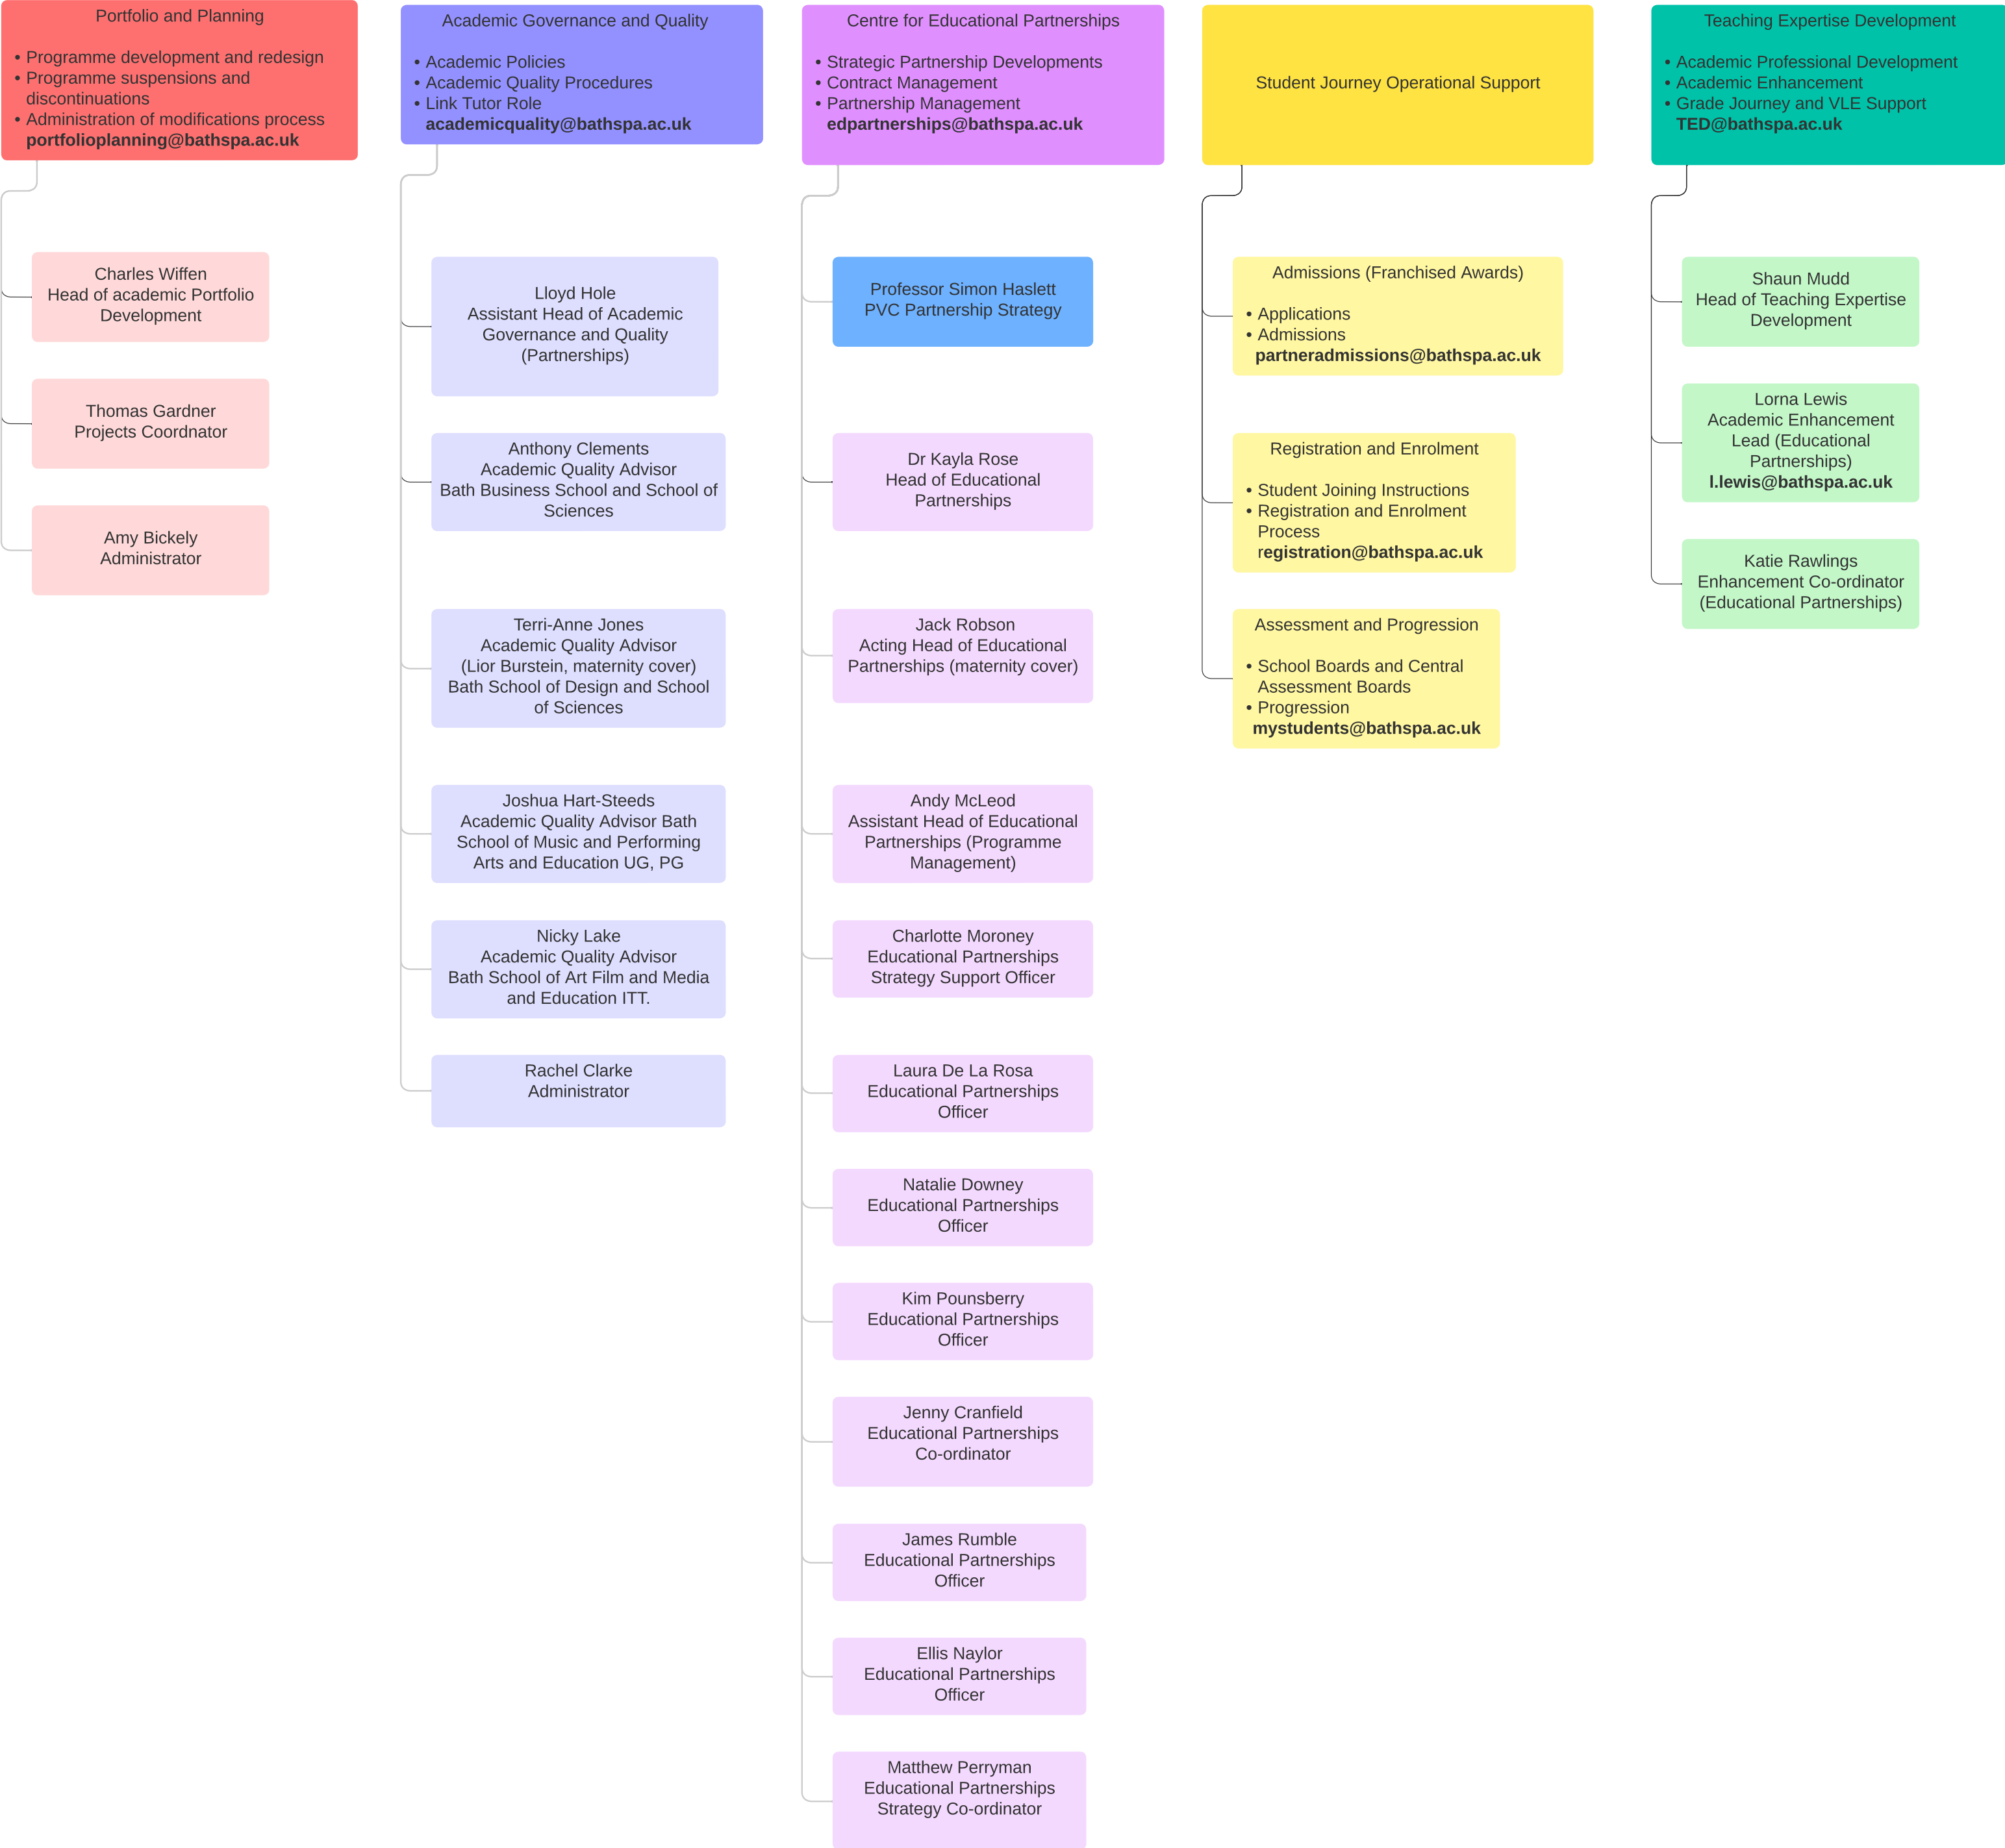 Portfolio and Planning
• Programme development and redesign
• Programme suspensions and
discontinuations
• Administration of modifications process
portfolioplanning@bathspa.ac.uk
Charles Wiffen
Head of academic Portfolio
Development
Thomas Gardner
Projects Coordnator
Amy Bickely
Administrator
Academic Governance and Quality
• Academic Policies
• Academic Quality Procedures
• Link Tutor Role
academicquality@bathspa.ac.uk
Lloyd Hole
Assistant Head of Academic
Governance and Quality
(Partnerships)
Anthony Clements
Academic Quality Advisor
Bath Business School and School of
Sciences
Terri-Anne Jones
Academic Quality Advisor
(Lior Burstein, maternity cover)
Bath School of Design and School
of Sciences
Joshua Hart-Steeds
Academic Quality Advisor Bath
School of Music and Performing
Arts and Education UG, PG
Nicky Lake
Academic Quality Advisor
Bath School of Art Film and Media
and Education ITT.
Rachel Clarke
Administrator
Centre for Educational Partnerships
• Strategic Partnership Developments
• Contract Management
• Partnership Management
edpartnerships@bathspa.ac.uk
Professor Simon Haslett
PVC Partnership Strategy
Dr Kayla Rose
Head of Educational
Partnerships
Jack Robson
Acting Head of Educational
Partnerships (maternity cover)
Andy McLeod
Assistant Head of Educational
Partnerships (Programme
Management)
Charlotte Moroney
Educational Partnerships
Strategy Support Officer
Laura De La Rosa
Educational Partnerships
Officer
Natalie Downey
Educational Partnerships
Officer
Kim Pounsberry
Educational Partnerships
Officer
Jenny Cranfield
Educational Partnerships
Co-ordinator
James Rumble
Educational Partnerships
Officer
Ellis Naylor
Educational Partnerships
Officer
Matthew Perryman
Educational Partnerships
Strategy Co-ordinator
Student Journey Operational Support
Admissions (Franchised Awards)
• Applications
• Admissions
partneradmissions@bathspa.ac.uk
Registration and Enrolment
• Student Joining Instructions
• Registration and Enrolment
Process
registration@bathspa.ac.uk
Assessment and Progression
• School Boards and Central
Assessment Boards
• Progression
mystudents@bathspa.ac.uk
Teaching Expertise Development
• Academic Professional Development
• Academic Enhancement
• Grade Journey and VLE Support
TED@bathspa.ac.uk
Shaun Mudd
Head of Teaching Expertise
Development
Lorna Lewis
Academic Enhancement
Lead (Educational
Partnerships)
l.lewis@bathspa.ac.uk
Katie Rawlings
Enhancement Co-ordinator
(Educational Partnerships)